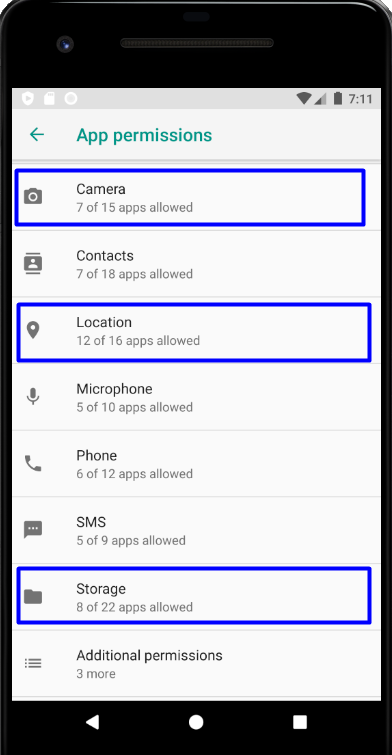 7:11
App permissions
Camera
7 of 15 apps allowed
Contacts
7 of 18 apps allowed
Location
12 of 16 apps allowed
Microphone
5 of 10 apps allowed
Phone
6 of 12 apps allowed
SMS
5 of 9 apps allowed
Storage
8 of 22 apps allowed
Additional permissions
3 more